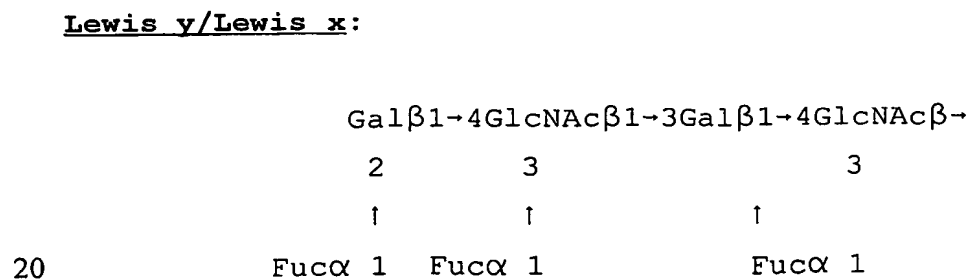 Lewis y/Lewis x:
Galβ1→4GlcNAcβ1→3Galβ1→4GlcNAcβ→
2 3 3
↑ ↑ ↑
20 Fucα 1 Fucα 1 Fucα 1